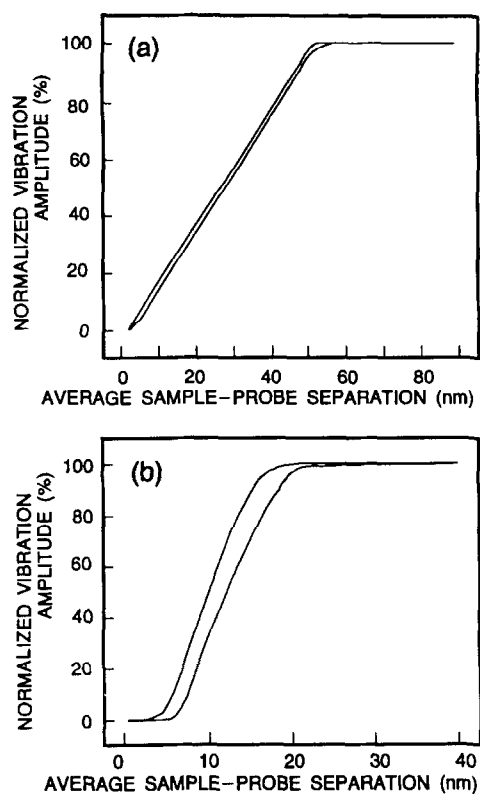 (a)
NORMALIZED VIBRATION
AMPLITUDE (%)
100
80
60
40
20
0
0 20 40 60 80
AVERAGE SAMPLE-PROBE SEPARATION (nm)
(b)
NORMALIZED VIBRATION
AMPLITUDE (%)
100
80
60
40
20
0
0 10 20 30 40
AVERAGE SAMPLE-PROBE SEPARATION (nm)